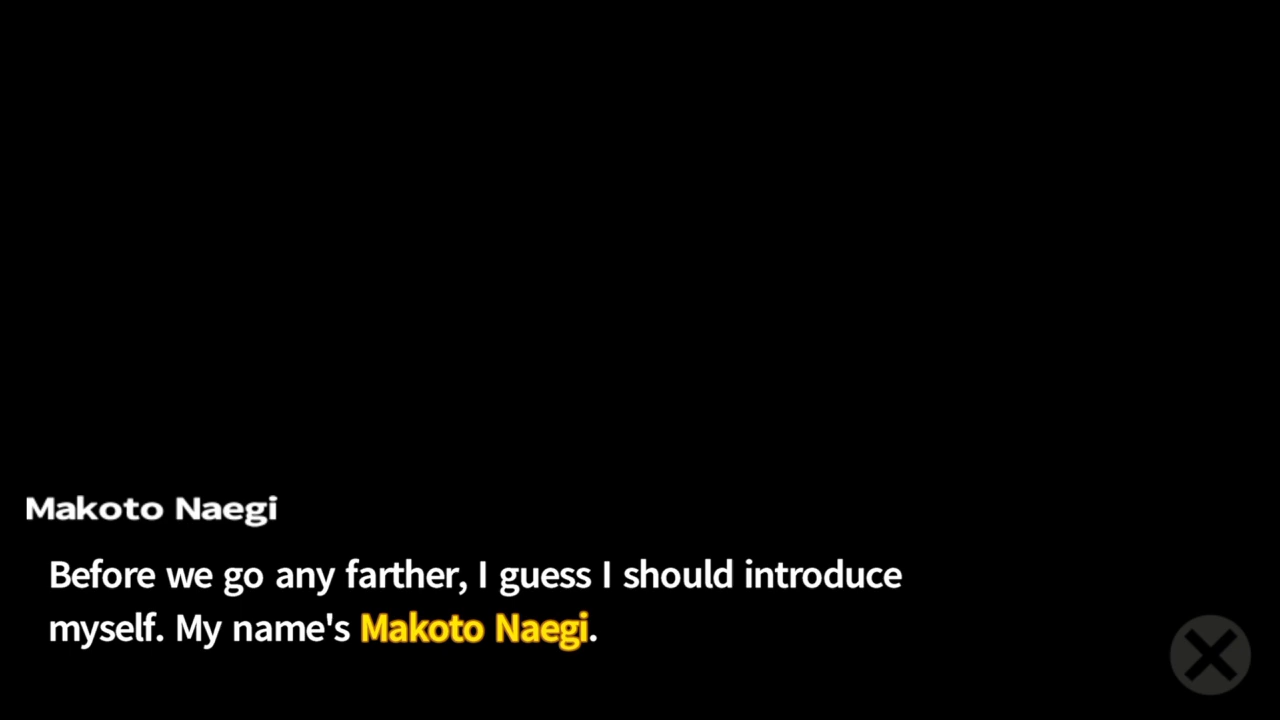 Makoto Naegi
Before we go any farther, I guess I should introduce
myself. My name's Makoto Naegi.